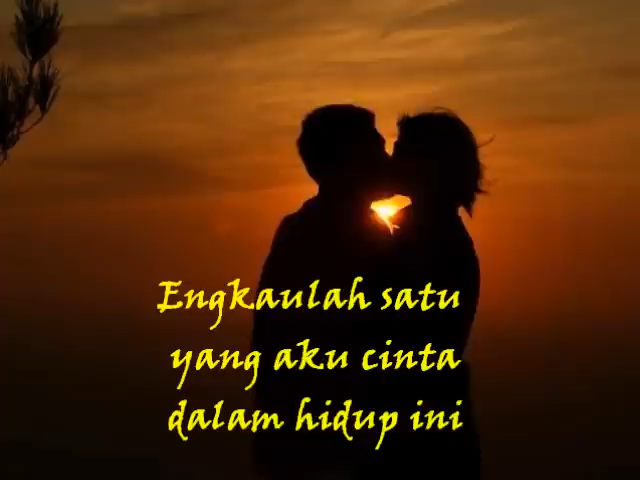 Engkaulah satu
yang aku cinta
dalam hidup ini